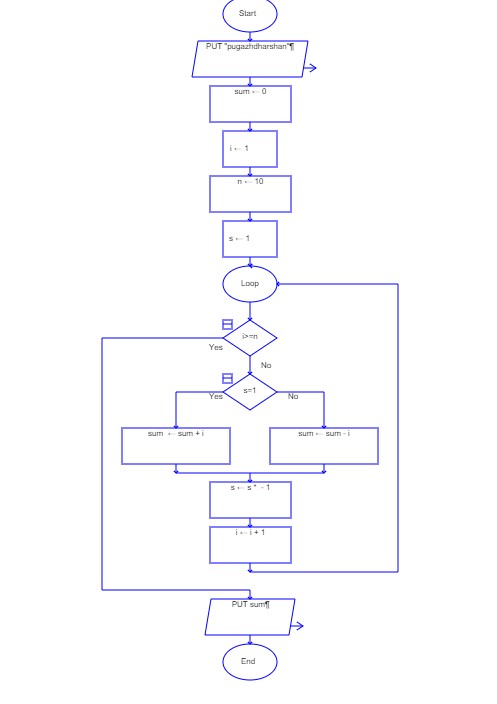 Start
PUT "pugazhdharshan"¶
sum ← 0
i ← 1
n ← 10
s ← 1
Loop
i>=n
Yes
No
s=1
Yes
No
sum ← sum + i
sum ← sum - i
s ← s * - 1
i ← i + 1
PUT sum¶
End